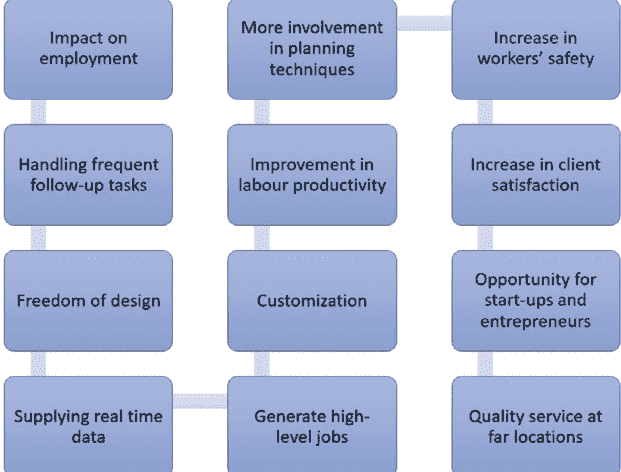 Impact on
employment
Handling frequent
follow-up tasks
Freedom of design
Supplying real time
data
Generate high-
level jobs
Customization
Improvement in
labour productivity
More involvement
in planning
techniques
Increase in
workers’ safety
Increase in client
satisfaction
Opportunity for
start-ups and
entrepreneurs
Quality service at
far locations